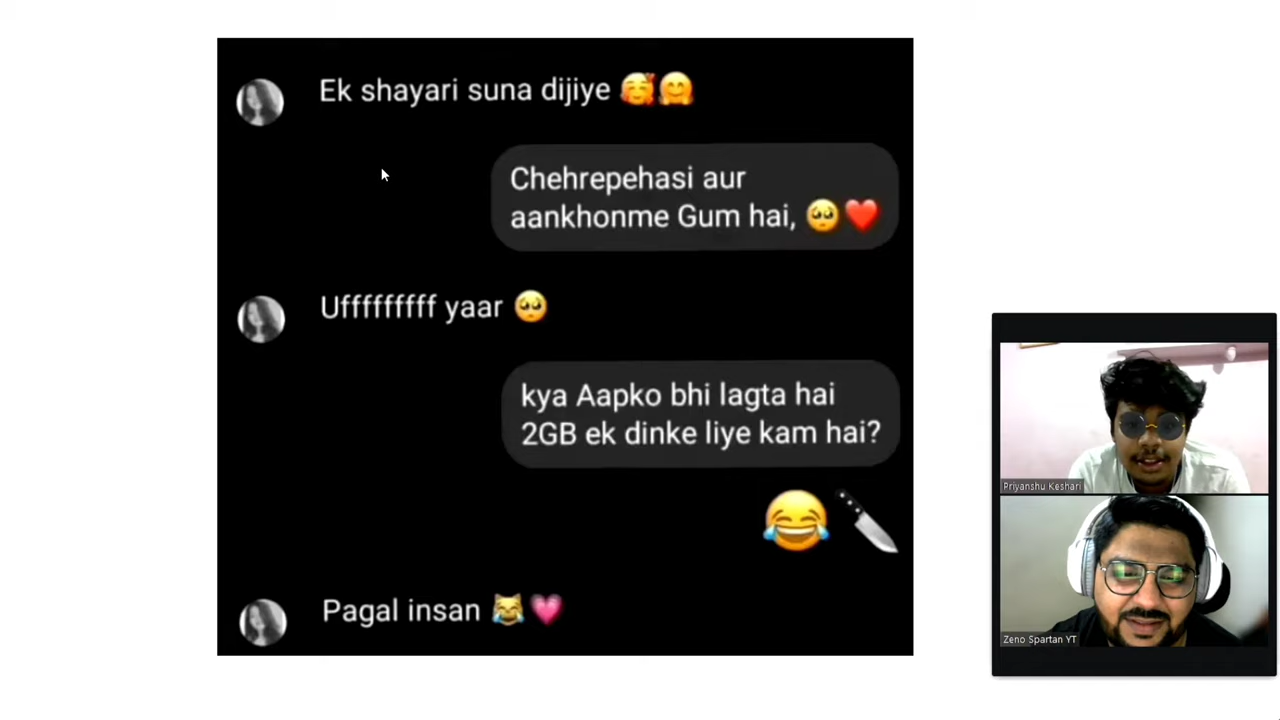 Ek shayari suna dijiye 🥰🤗
Chehrepehasi aur
aankhonme Gum hai, 🥺❤️
Ufffffffff yaar 🥺
kya Aapko bhi lagta hai
2GB ek dinke liye kam hai?
😂🔪
Pagal insan 😹💗
Priyanshu Keshari
Zeno Spartan YT